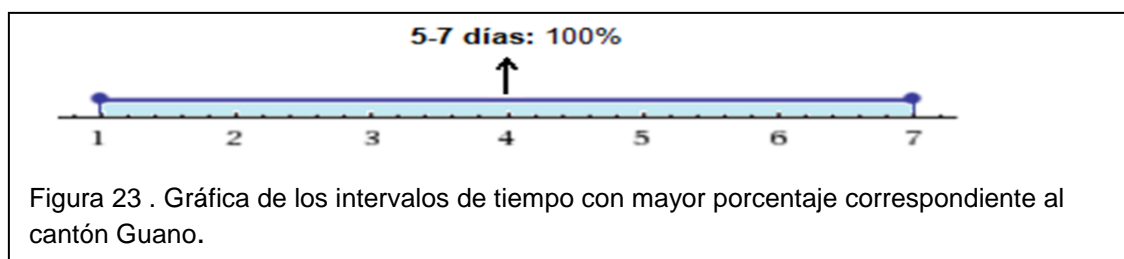 5-7 días: 100%
1 2 3 4 5 6 7
Figura 23 . Gráfica de los intervalos de tiempo con mayor porcentaje correspondiente al
cantón Guano.